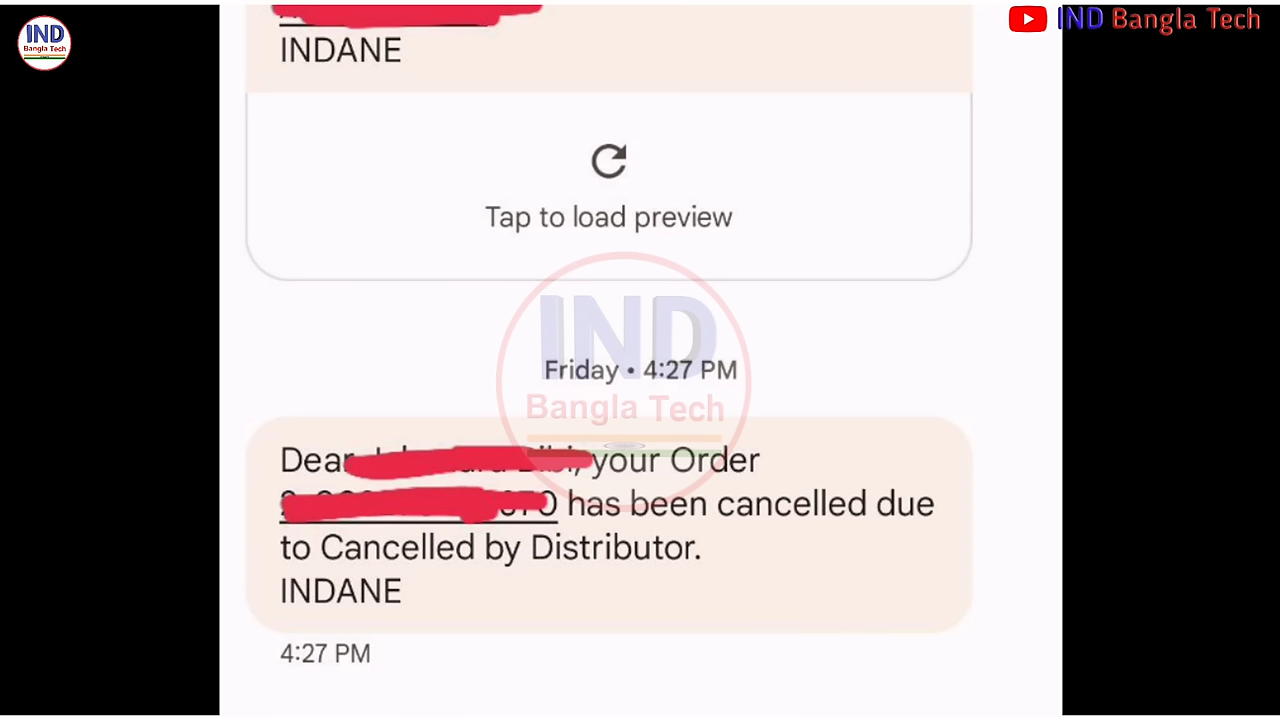 IND
Bangla Tech
IND Bangla Tech
INDANE
Tap to load preview
IND
Friday • 4:27 PM
Bangla Tech
Dear your Order
has been cancelled due
to Cancelled by Distributor.
INDANE
4:27 PM